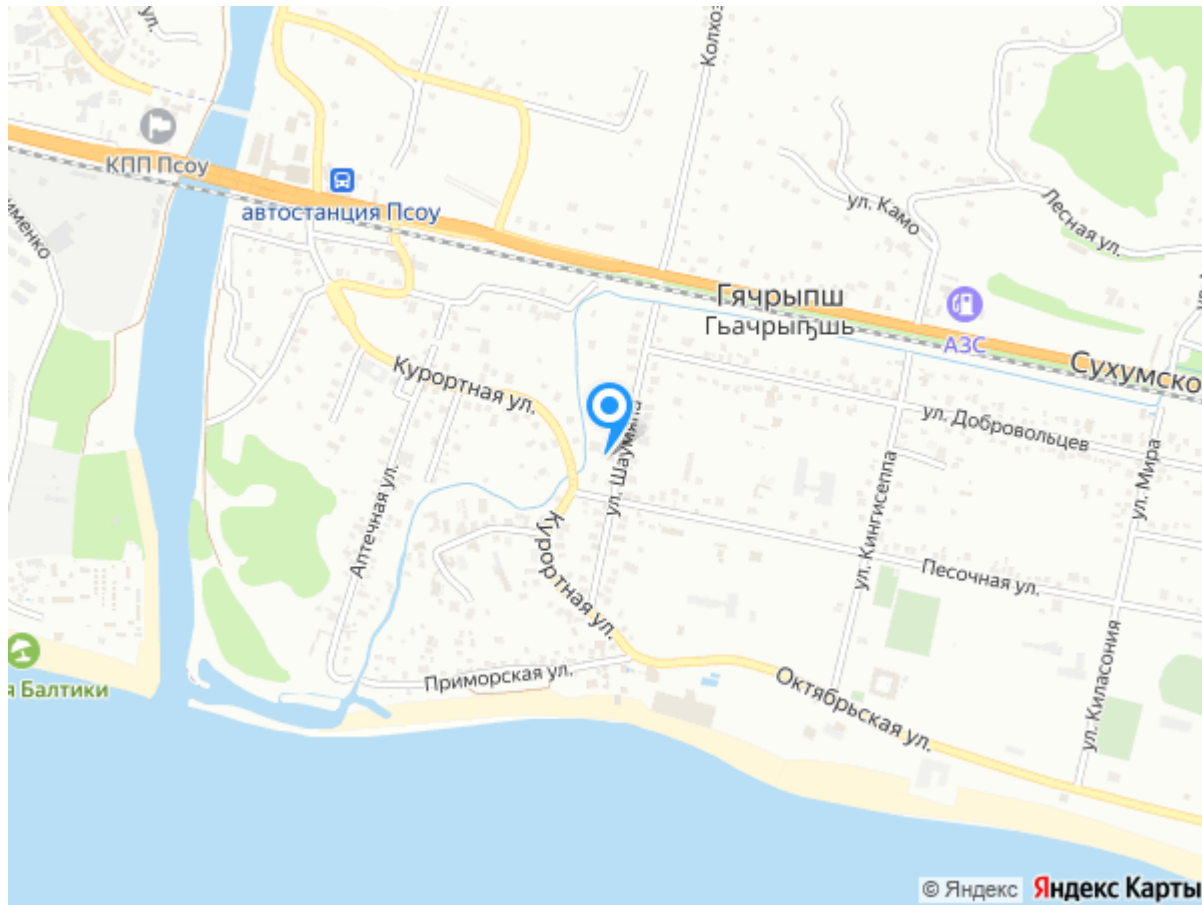 ул.
Колхоз
КПП Псоу
автостанция Псоу
именко
ул. Камо
Лесная ул.
Гячрыпш
Гьачрыҧшь
АЗС
Сухумско
Курортная ул.
ул. Добровольцев
ул. Шаумяна
ул. Мира
Аптечная ул.
ул. Кингисеппа
Курортная ул.
Песочная ул.
Приморская ул.
я Балтики
Октябрьская ул.
ул. Киласония
© Яндекс Яндекс Карты